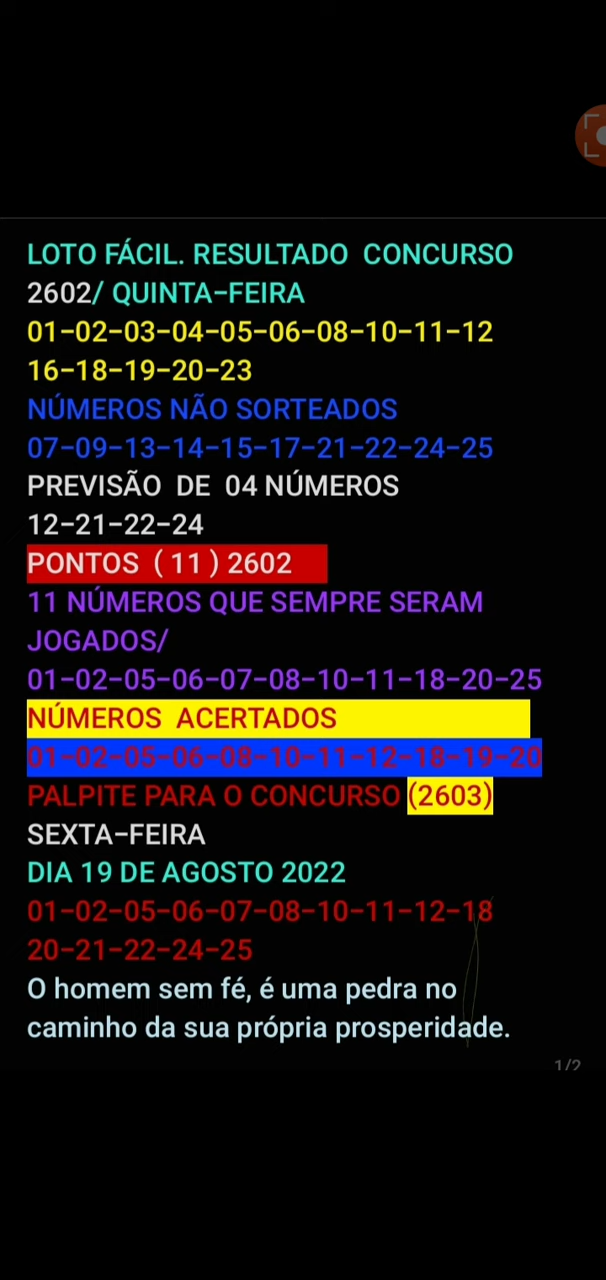 LOTO FÁCIL. RESULTADO CONCURSO
2602/ QUINTA-FEIRA
01-02-03-04-05-06-08-10-11-12
16-18-19-20-23
NÚMEROS NÃO SORTEADOS
07-09-13-14-15-17-21-22-24-25
PREVISÃO DE 04 NÚMEROS
12-21-22-24
PONTOS ( 11 ) 2602
11 NÚMEROS QUE SEMPRE SERAM
JOGADOS/
01-02-05-06-07-08-10-11-18-20-25
NÚMEROS ACERTADOS
01-02-05-06-08-10-11-12-18-19-20
PALPITE PARA O CONCURSO (2603)
SEXTA-FEIRA
DIA 19 DE AGOSTO 2022
01-02-05-06-07-08-10-11-12-18
20-21-22-24-25
O homem sem fé, é uma pedra no
caminho da sua própria prosperidade.
1/2